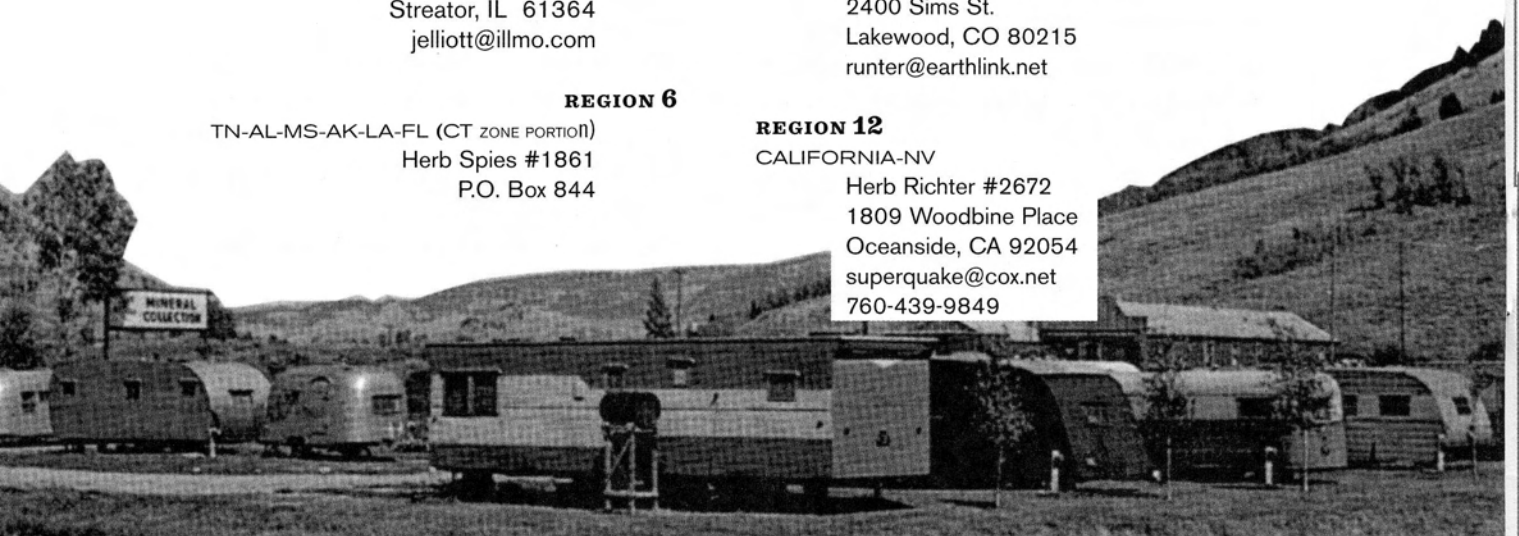 Streator, IL 61364
jelliott@illmo.com
REGION 6
TN-AL-MS-AK-LA-FL (CT ZONE PORTION)
Herb Spies #1861
P.O. Box 844
2400 Sims St.
Lakewood, CO 80215
runter@earthlink.net
REGION 12
CALIFORNIA-NV
Herb Richter #2672
1809 Woodbine Place
Oceanside, CA 92054
superquake@cox.net
760-439-9849
MINERAL
COLLECTION